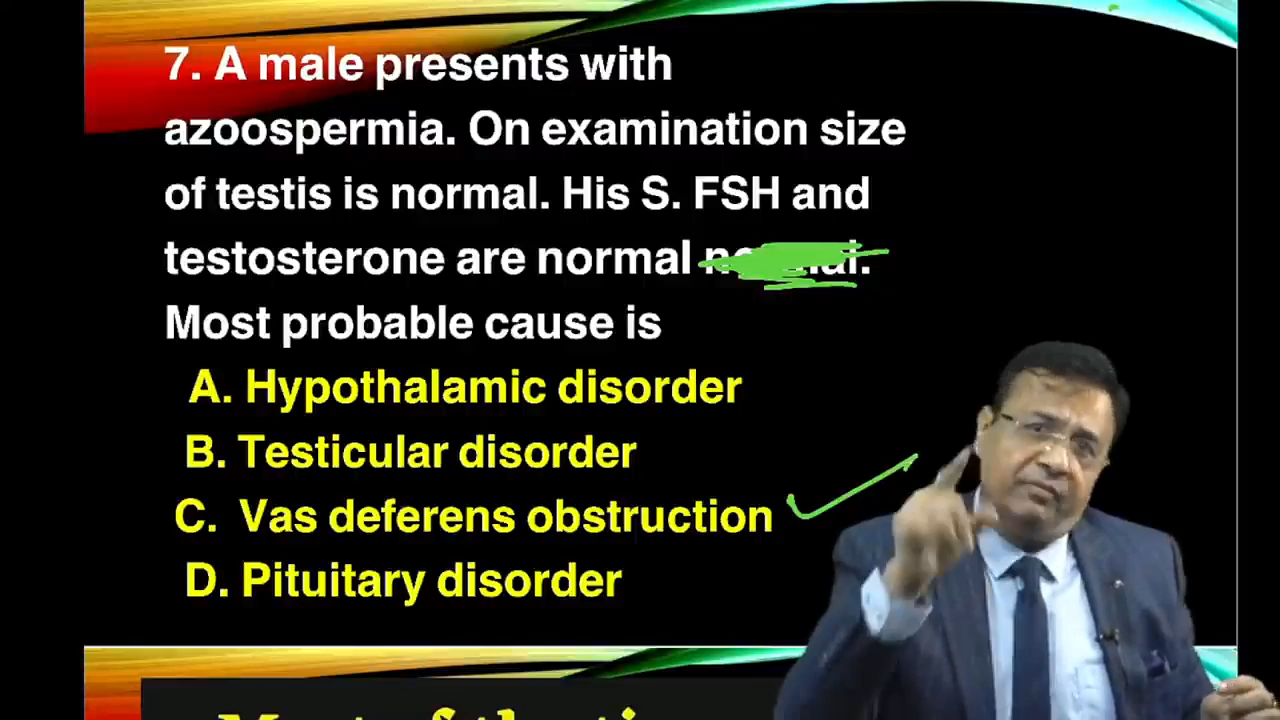 7. A male presents with
azoospermia. On examination size
of testis is normal. His S. FSH and
testosterone are normal normal.
Most probable cause is
A. Hypothalamic disorder
B. Testicular disorder
C. Vas deferens obstruction
D. Pituitary disorder